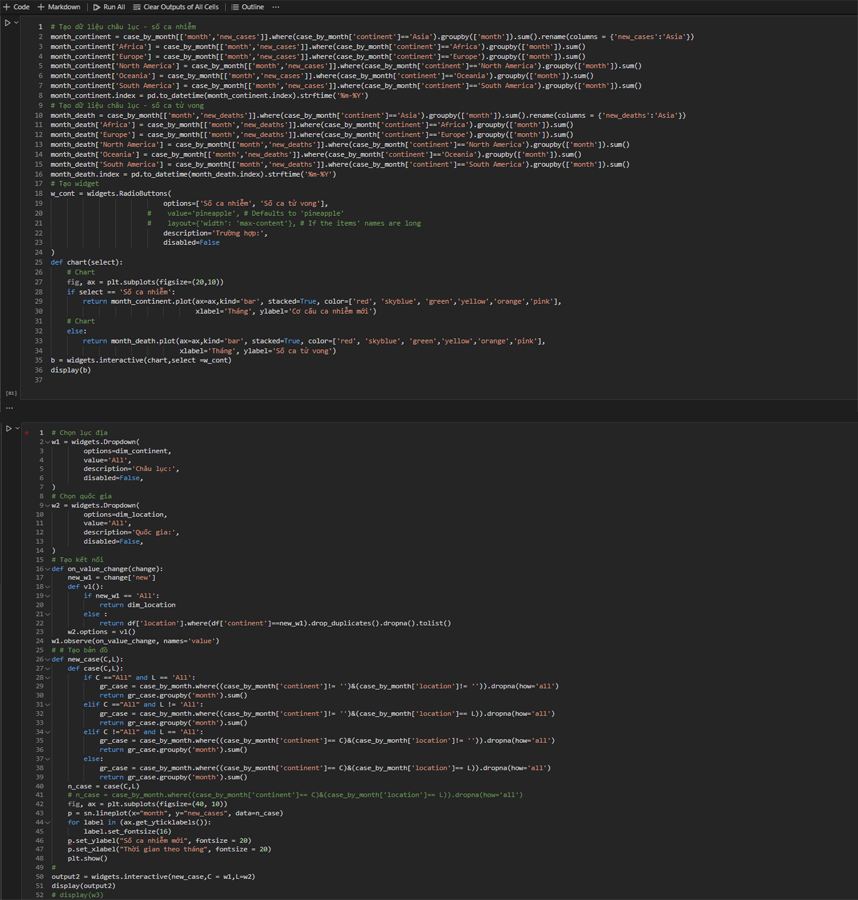 + Code + Markdown Run All Clear Outputs of All Cells Outline ...
1 # Tạo dữ liệu châu lục - số ca nhiễm
2 month_continent = case_by_month[['month','new_cases']].where(case_by_month['continent']=='Asia').groupby(['month']).sum().rename(columns = {'new_cases':'Asia'})
3 month_continent['Africa'] = case_by_month[['month','new_cases']].where(case_by_month['continent']=='Africa').groupby(['month']).sum()
4 month_continent['Europe'] = case_by_month[['month','new_cases']].where(case_by_month['continent']=='Europe').groupby(['month']).sum()
5 month_continent['North America'] = case_by_month[['month','new_cases']].where(case_by_month['continent']=='North America').groupby(['month']).sum()
6 month_continent['Oceania'] = case_by_month[['month','new_cases']].where(case_by_month['continent']=='Oceania').groupby(['month']).sum()
7 month_continent['South America'] = case_by_month[['month','new_cases']].where(case_by_month['continent']=='South America').groupby(['month']).sum()
8 month_continent.index = pd.to_datetime(month_continent.index).strftime('%m-%Y')
9 # Tạo dữ liệu châu lục - số ca tử vong
10 month_death = case_by_month[['month','new_deaths']].where(case_by_month['continent']=='Asia').groupby(['month']).sum().rename(columns = {'new_deaths':'Asia'})
11 month_death['Africa'] = case_by_month[['month','new_deaths']].where(case_by_month['continent']=='Africa').groupby(['month']).sum()
12 month_death['Europe'] = case_by_month[['month','new_deaths']].where(case_by_month['continent']=='Europe').groupby(['month']).sum()
13 month_death['North America'] = case_by_month[['month','new_deaths']].where(case_by_month['continent']=='North America').groupby(['month']).sum()
14 month_death['Oceania'] = case_by_month[['month','new_deaths']].where(case_by_month['continent']=='Oceania').groupby(['month']).sum()
15 month_death['South America'] = case_by_month[['month','new_deaths']].where(case_by_month['continent']=='South America').groupby(['month']).sum()
16 month_death.index = pd.to_datetime(month_death.index).strftime('%m-%Y')
17 # Tạo widget
18 w_cont = widgets.RadioButtons(
19 options=['Số ca nhiễm', 'Số ca tử vong'],
20 # value='pineapple', # Defaults to 'pineapple'
21 # layout={'width': 'max-content'}, # If the items' names are long
22 description='Trường hợp:',
23 disabled=False
24 )
25 def chart(select):
26 # Chart
27 fig, ax = plt.subplots(figsize=(20,10))
28 if select == 'Số ca nhiễm':
29 return month_continent.plot(ax=ax,kind='bar', stacked=True, color=['red', 'skyblue', 'green','yellow','orange','pink'],
30 xlabel='Tháng', ylabel='Cơ cấu ca nhiễm mới')
31 # Chart
32 else:
33 return month_death.plot(ax=ax,kind='bar', stacked=True, color=['red', 'skyblue', 'green','yellow','orange','pink'],
34 xlabel='Tháng', ylabel='Số ca tử vong')
35 b = widgets.interactive(chart,select =w_cont)
36 display(b)
37
[81]
...
1 # Chọn lục địa
2 w1 = widgets.Dropdown(
3 options=dim_continent,
4 value='All',
5 description='Châu lục:',
6 disabled=False,
7 )
8 # Chọn quốc gia
9 w2 = widgets.Dropdown(
10 options=dim_location,
11 value='All',
12 description='Quốc gia:',
13 disabled=False,
14 )
15 # Tạo kết nối
16 def on_value_change(change):
17 new_w1 = change['new']
18 def vl():
19 if new_w1 == 'All':
20 return dim_location
21 else :
22 return df['location'].where(df['continent']==new_w1).drop_duplicates().dropna().tolist()
23 w2.options = vl()
24 w1.observe(on_value_change, names='value')
25 # # Tạo bản đồ
26 def new_case(C,L):
27 def case(C,L):
28 if C =="All" and L == 'All':
29 gr_case = case_by_month.where((case_by_month['continent']!= '')&(case_by_month['location']!= '')).dropna(how='all')
30 return gr_case.groupby('month').sum()
31 elif C =="All" and L != 'All':
32 gr_case = case_by_month.where((case_by_month['continent']!= '')&(case_by_month['location']== L)).dropna(how='all')
33 return gr_case.groupby('month').sum()
34 elif C !="All" and L == 'All':
35 gr_case = case_by_month.where((case_by_month['continent']== C)&(case_by_month['location']!= '')).dropna(how='all')
36 return gr_case.groupby('month').sum()
37 else:
38 gr_case = case_by_month.where((case_by_month['continent']== C)&(case_by_month['location']== L)).dropna(how='all')
39 return gr_case.groupby('month').sum()
40 n_case = case(C,L)
41 # n_case = case_by_month.where((case_by_month['continent']== C)&(case_by_month['location']== L)).dropna(how='all')
42 fig, ax = plt.subplots(figsize=(40, 10))
43 p = sn.lineplot(x="month", y="new_cases", data=n_case)
44 for label in (ax.get_yticklabels()):
45 label.set_fontsize(16)
46 p.set_ylabel("Số ca nhiễm mới", fontsize = 20)
47 p.set_xlabel("Thời gian theo tháng", fontsize = 20)
48 plt.show()
49 #
50 output2 = widgets.interactive(new_case,C = w1,L=w2)
51 display(output2)
52 # display(w3)